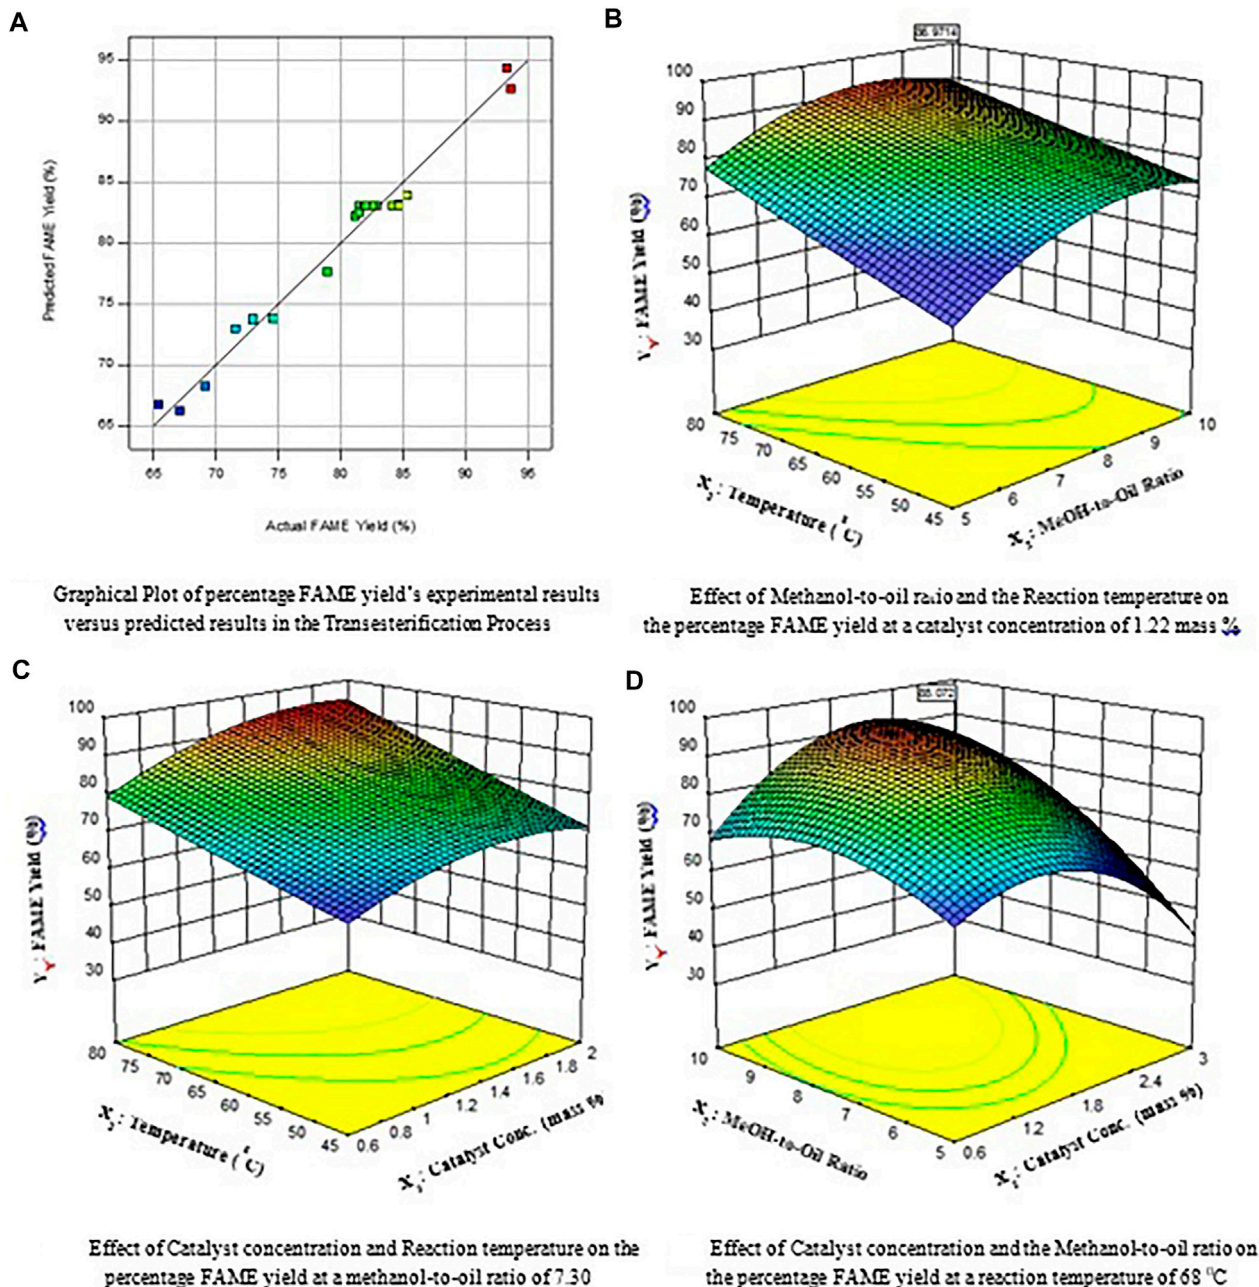 A
95
90
85
80
75
70
65
Predicted FAME Yield (%)
65 70 75 80 85 90 95
Actual FAME Yield (%)
Graphical Plot of percentage FAME yield's experimental results
versus predicted results in the Transesterification Process
B
100
90
80
70
60
50
40
30
FAME Yield (%)
80 75 70 65 60 55 50 45
: Temperature (°C)
5 6 7 8 9 10
: MeOH-to-Oil Ratio
Effect of Methanol-to-oil ratio and the Reaction temperature on
the percentage FAME yield at a catalyst concentration of 1.22 mass %
C
100
90
80
70
60
50
40
30
: FAME Yield (%)
80 75 70 65 60 55 50 45
: Temperature (°C)
0.6 0.8 1 1.2 1.4 1.6 1.8 2
: Catalyst Conc. (mass %
Effect of Catalyst concentration and Reaction temperature on the
percentage FAME yield at a methanol-to-oil ratio of 7.30
D
100
90
80
70
60
50
40
30
: FAME Yield (%)
10 9 8 7 6 5
: MeOH-to-Oil Ratio
0.6 12 1.8 2.4 3
: Catalyst Conc. (mass %)
Effect of Catalyst concentration and the Methanol-to-oil ratio on
the percentage FAME yield at a reaction temperature of 68 °C